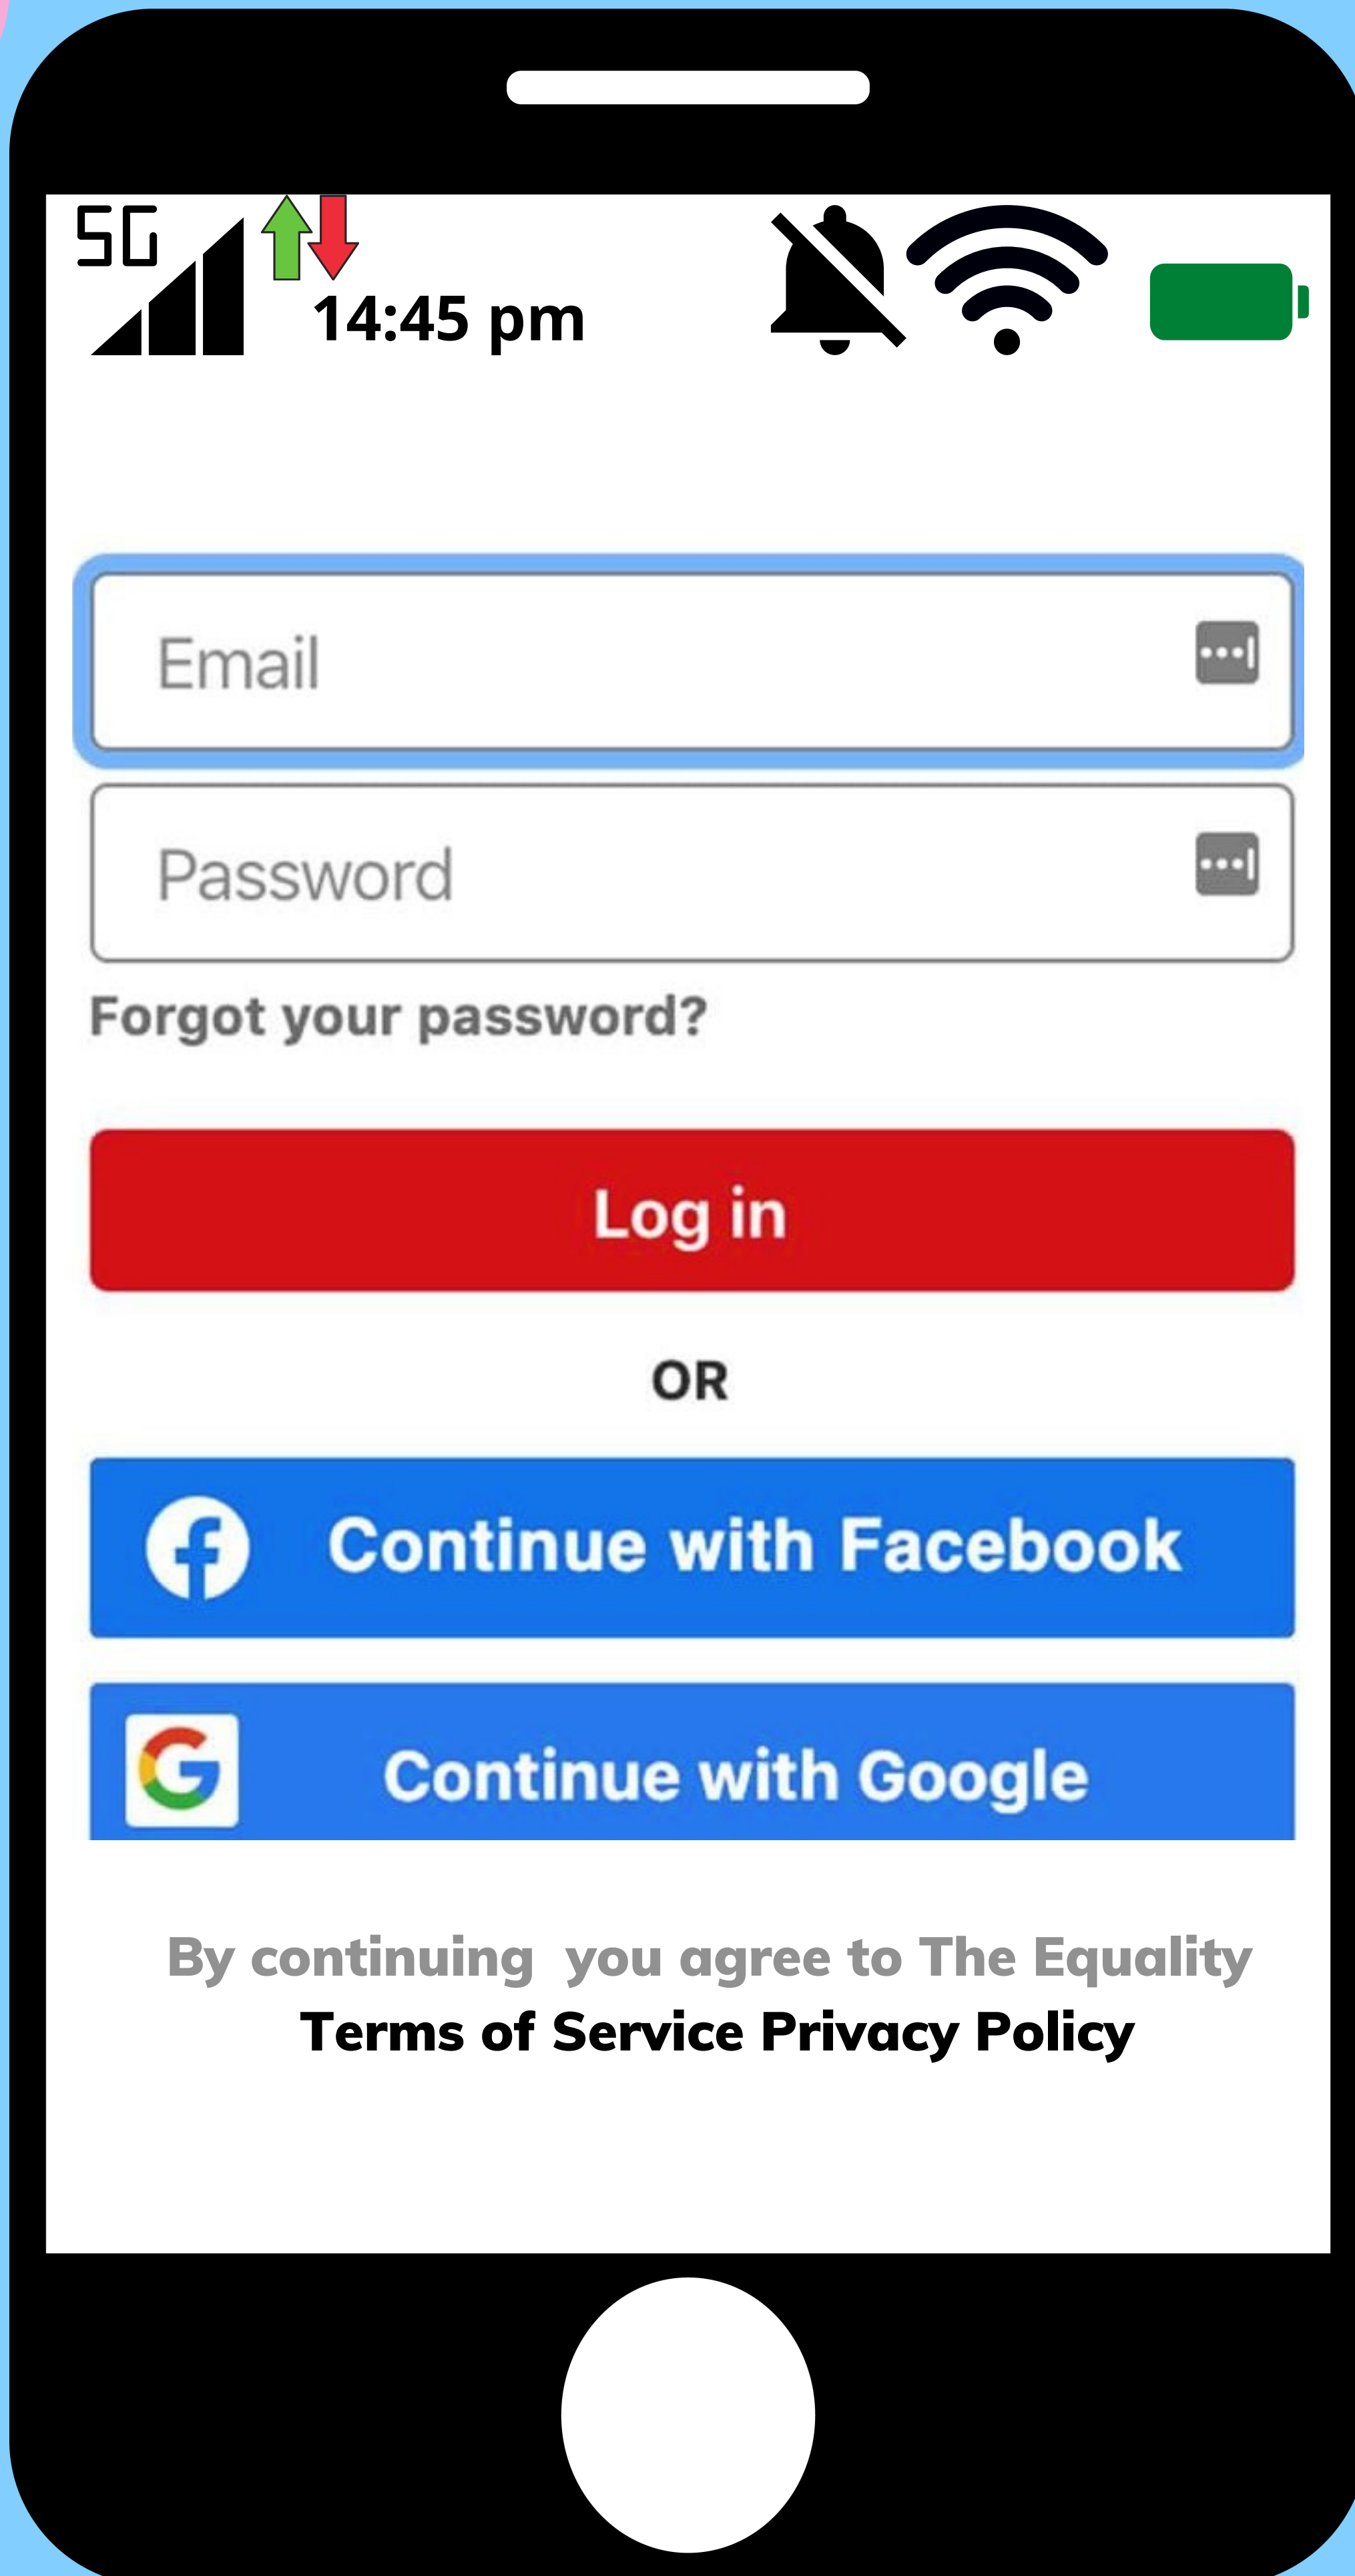 5G
14:45 pm
Email
Password
Forgot your password?
Log in
OR
Continue with Facebook
Continue with Google
By continuing  you agree to The Equality
Terms of Service Privacy Policy